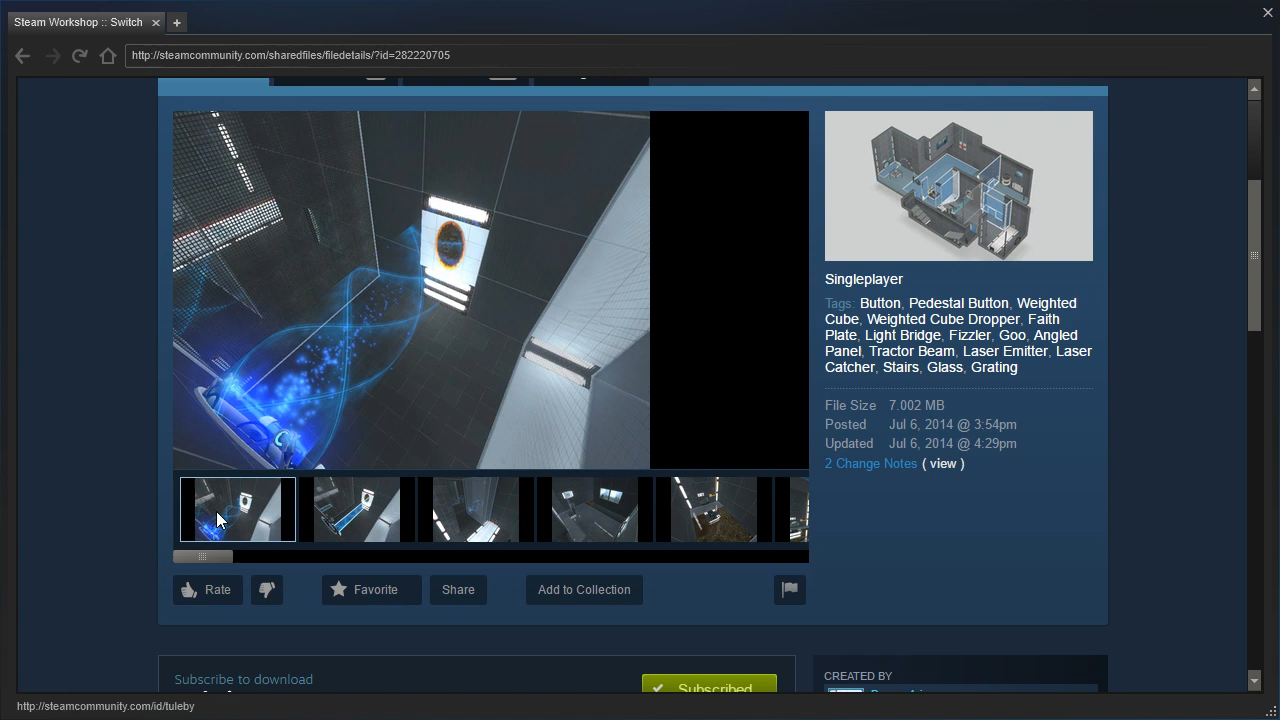 Steam Workshop :: Switch
http://steamcommunity.com/sharedfiles/filedetails/?id=282220705
Singleplayer
Tags: Button, Pedestal Button, Weighted
Cube, Weighted Cube Dropper, Faith
Plate, Light Bridge, Fizzler, Goo, Angled
Panel, Tractor Beam, Laser Emitter, Laser
Catcher, Stairs, Glass, Grating
File Size 7.002 MB
Posted Jul 6, 2014 @ 3:54pm
Updated Jul 6, 2014 @ 4:29pm
2 Change Notes ( view )
Rate
Favorite
Share
Add to Collection
Subscribe to download
Subscribed
CREATED BY
http://steamcommunity.com/id/tuleby